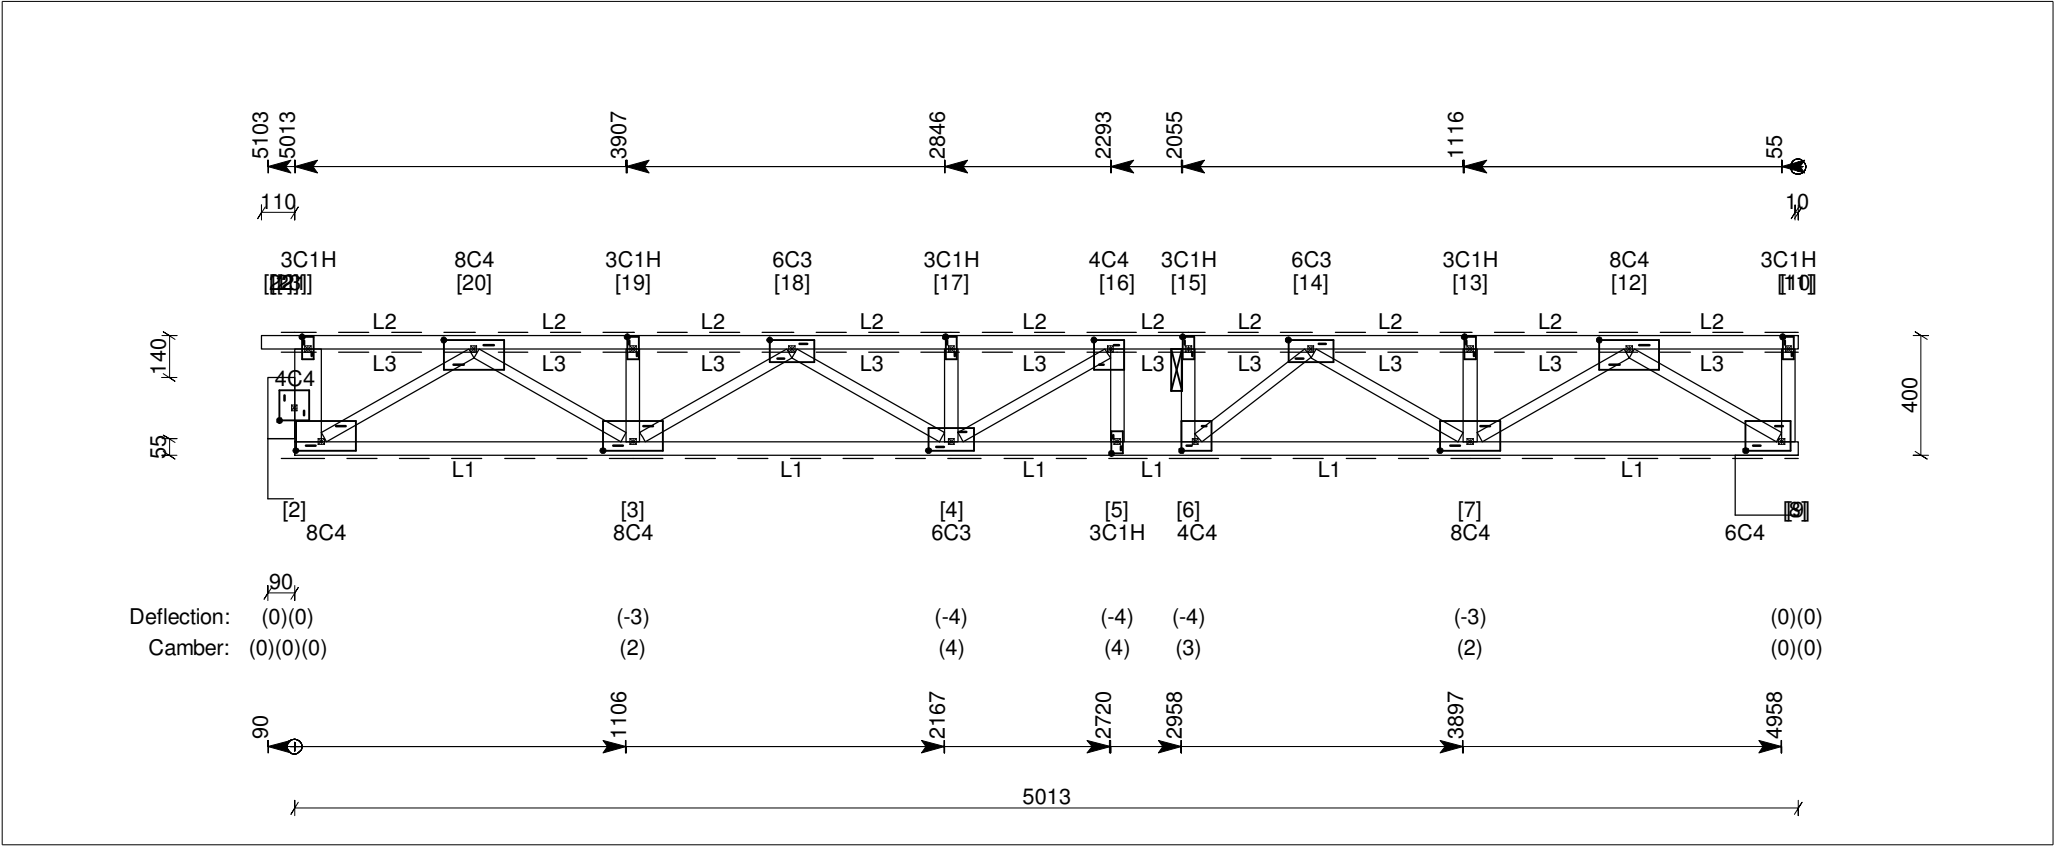 5103 5013 3907 2846 2293 2055 1116 55
110 10
3C1H 8C4 3C1H 6C3 3C1H 4C4 3C1H 6C3 3C1H 8C4 3C1H
[20] [19] [18] [17] [16] [15] [14] [13] [12]
L2 L2 L2 L2 L2 L2 L2 L2 L2 L2
140 L3 L3 L3 L3 L3 L3 L3 L3 L3 L3
4C4 400
55
L1 L1 L1 L1 L1 L1
[2] [3] [4] [5] [6] [7]
8C4 8C4 6C3 3C1H 4C4 8C4 6C4
90
Deflection: (0)(0) (-3) (-4) (-4) (-4) (-3) (0)(0)
Camber: (0)(0)(0) (2) (4) (4) (3) (2) (0)(0)
90 1106 2167 2720 2958 3897 4958
5013